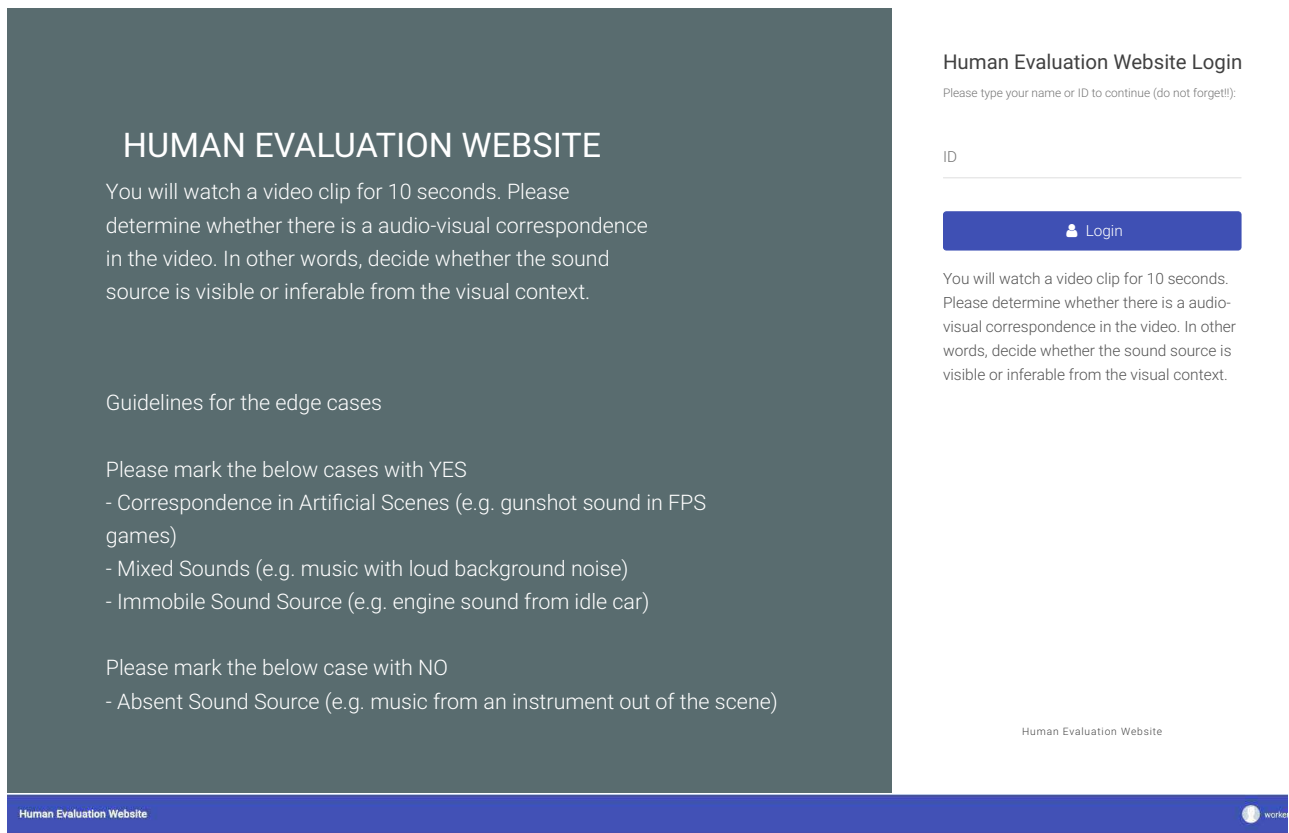 HUMAN EVALUATION WEBSITE
You will watch a video clip for 10 seconds. Please
determine whether there is a audio-visual correspondence
in the video. In other words, decide whether the sound
source is visible or inferable from the visual context.
Guidelines for the edge cases
Please mark the below cases with YES
- Correspondence in Artificial Scenes (e.g. gunshot sound in FPS
games)
- Mixed Sounds (e.g. music with loud background noise)
- Immobile Sound Source (e.g. engine sound from idle car)
Please mark the below case with NO
- Absent Sound Source (e.g. music from an instrument out of the scene)
Human Evaluation Website Login
Please type your name or ID to continue (do not forget!!):
ID
Login
You will watch a video clip for 10 seconds.
Please determine whether there is a audio-
visual correspondence in the video. In other
words, decide whether the sound source is
visible or inferable from the visual context.
Human Evaluation Website
Human Evaluation Website
worker